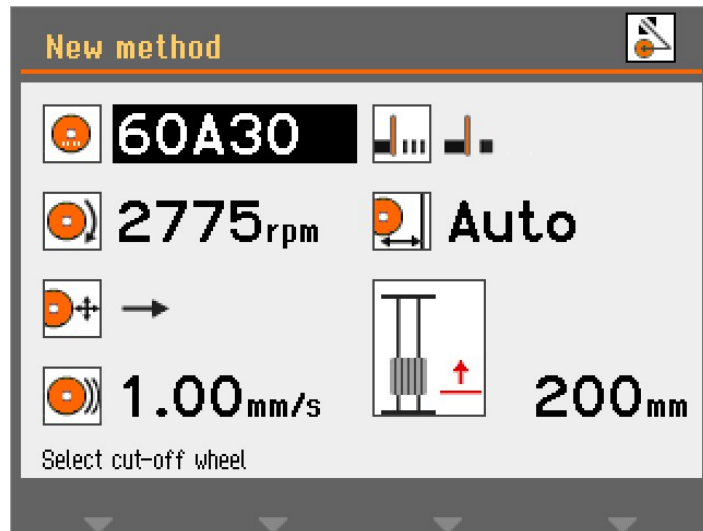 New method
60A30
2775rpm Auto
1.00mm/s 200mm
Select cut-off wheel